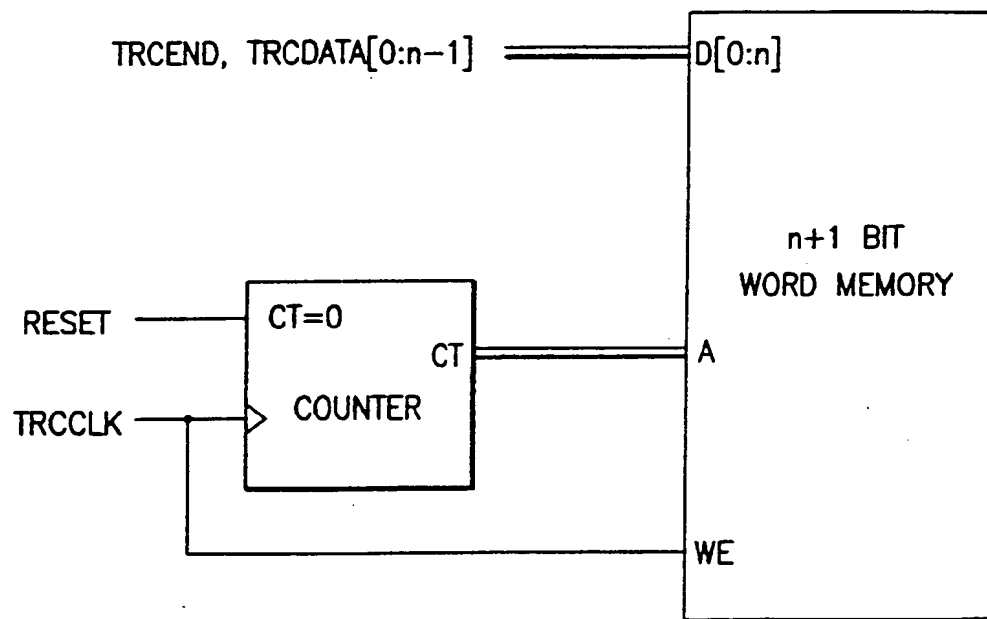 TRCEND, TRCDATA[0:n-1]
D[0:n]
n+1 BIT
WORD MEMORY
RESET
CT=0
CT
A
TRCCLK
COUNTER
WE